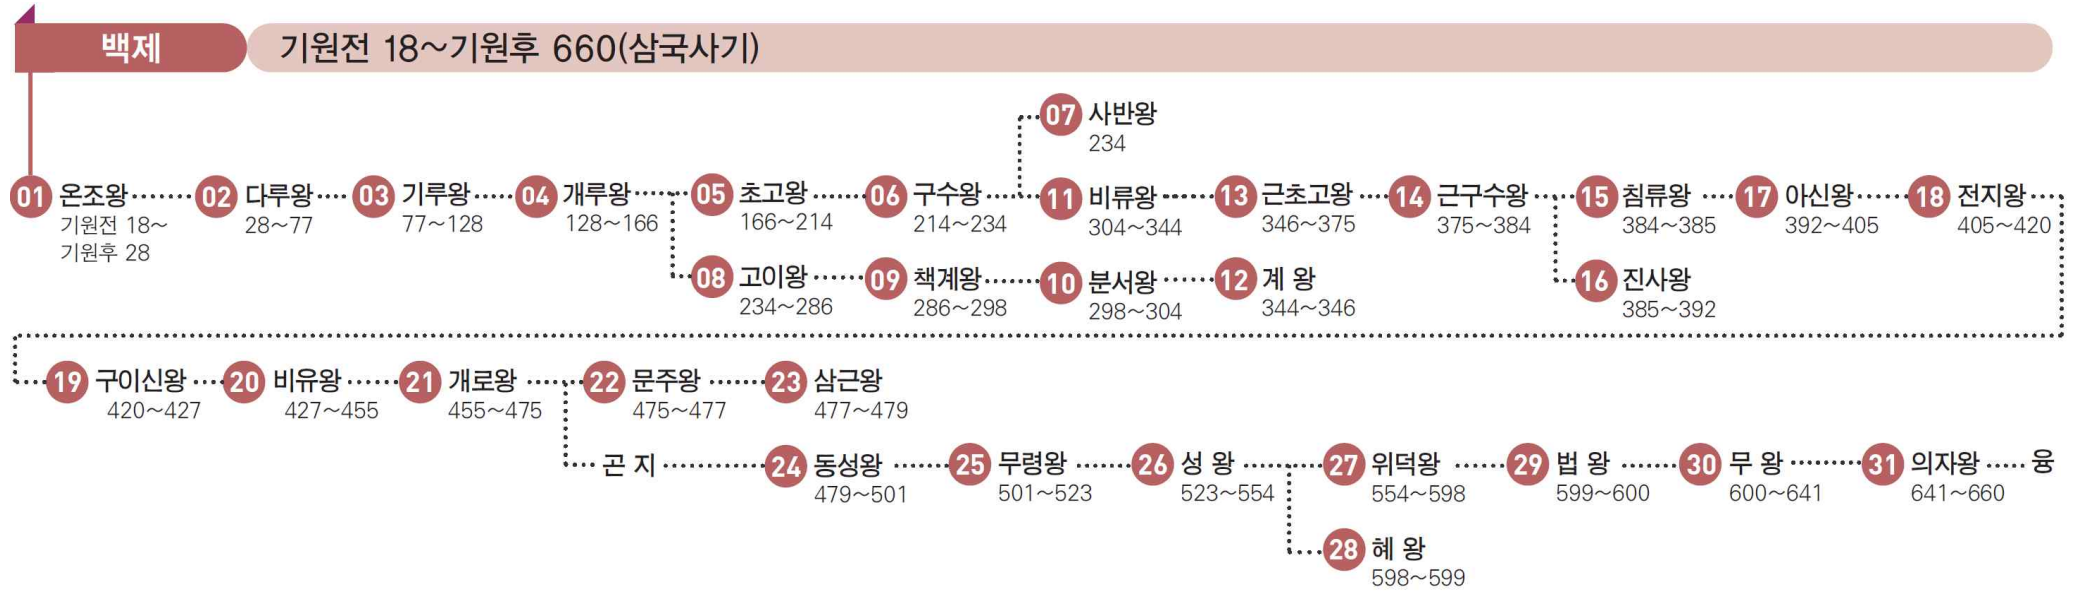 백제
기원전 18~기원후 660(삼국사기)
07 사반왕
234
01 온조왕 02 다루왕 03 기루왕 04 개루왕 05 초고왕 06 구수왕 11 비류왕 13 근초고왕 14 근구수왕 15 침류왕 17 아신왕 18 전지왕
기원전 18~ 28~77 77~128 128~166 166~214 214~234 304~344 346~375 375~384 384~385 392~405 405~420
기원후 28
08 고이왕 09 책계왕 10 분서왕 12 계 왕 16 진사왕
234~286 286~298 298~304 344~346 385~392
19 구이신왕 20 비유왕 21 개로왕 22 문주왕 23 삼근왕
420~427 427~455 455~475 475~477 477~479
곤 지 24 동성왕 25 무령왕 26 성 왕 27 위덕왕 29 법 왕 30 무 왕 31 의자왕 융
479~501 501~523 523~554 554~598 599~600 600~641 641~660
28 혜 왕
598~599